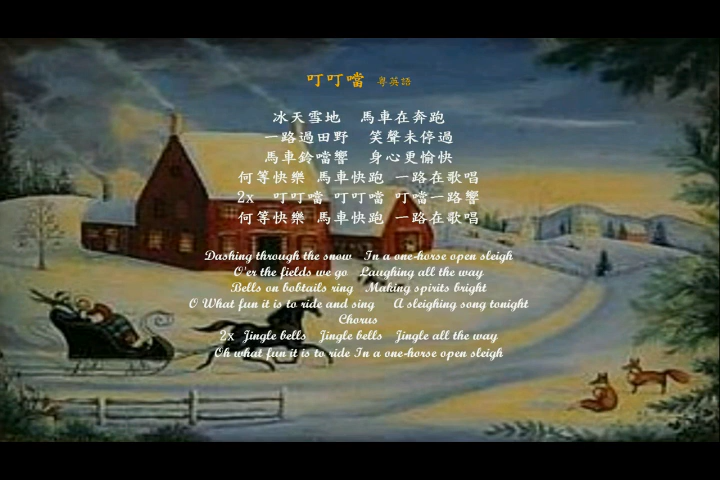 叮叮噹 粵英語
冰天雪地 馬車在奔跑
一路過田野 笑聲未停過
馬車鈴噹響 身心更愉快
何等快樂 馬車快跑 一路在歌唱
2x 叮叮噹 叮叮噹 叮噹一路響
何等快樂 馬車快跑 一路在歌唱
Dashing through the snow In a one-horse open sleigh
O'er the fields we go Laughing all the way
Bells on bobtails ring Making spirits bright
O What fun it is to ride and sing A sleighing song tonight
Chorus
2x Jingle bells Jingle bells Jingle all the way
Oh what fun it is to ride In a one-horse open sleigh